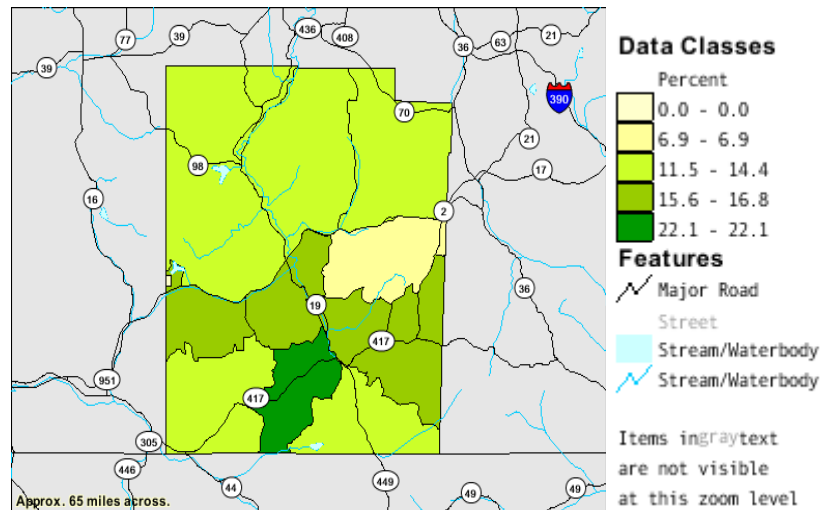 436
39
77
408
21
63
36
39
390
70
21
98
17
16
2
36
19
417
951
417
305
446
44
449
49
49
Approx. 65 miles across.
Data Classes
Percent
0.0 - 0.0
6.9 - 6.9
11.5 - 14.4
15.6 - 16.8
22.1 - 22.1
Features
Major Road
Street
Stream/Waterbody
Stream/Waterbody
Items in gray text
are not visible
at this zoom level